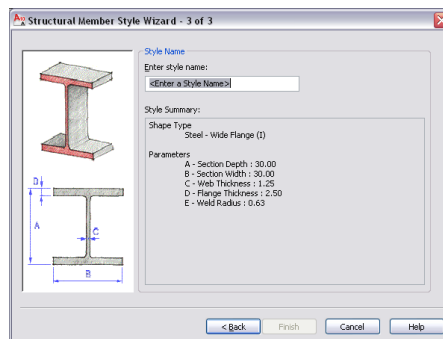 Structural Member Style Wizard - 3 of 3
Style Name
Enter style name:
<Enter a Style Name>
Style Summary:
Shape Type
Steel - Wide Flange (I)
Parameters
A - Section Depth : 30.00
B - Section Width : 30.00
C - Web Thickness : 1.25
D - Flange Thickness : 2.50
E - Weld Radius : 0.63
D
A
C
B
< Back
Finish
Cancel
Help